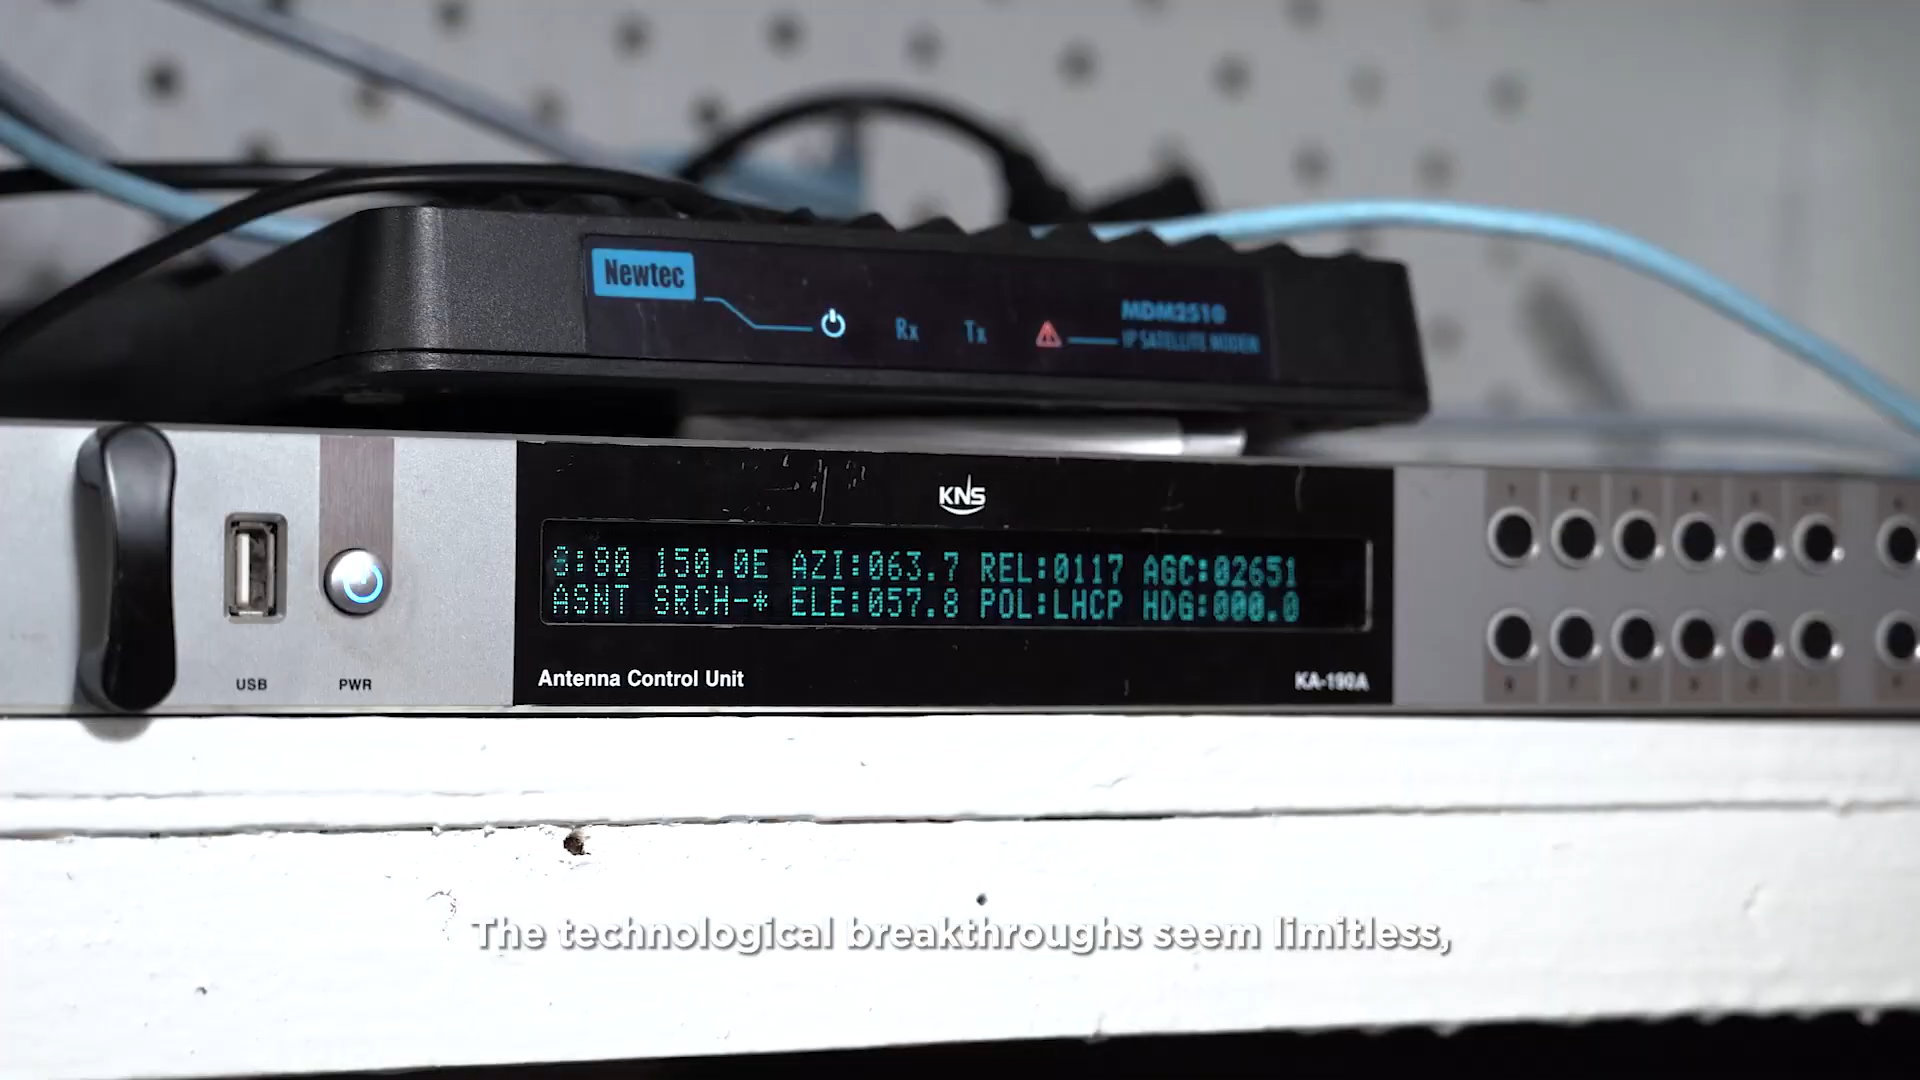 Newtec
Rx Tx
MDM2510
IP SATELLITE MODEM
KNS
S:80 150.0E AZI:063.7 REL:0117 AGC:02651
ASNT SRCH-* ELE:057.8 POL:LHCP HDG:000.0
USB PWR
Antenna Control Unit
KA-190A
The technological breakthroughs seem limitless,